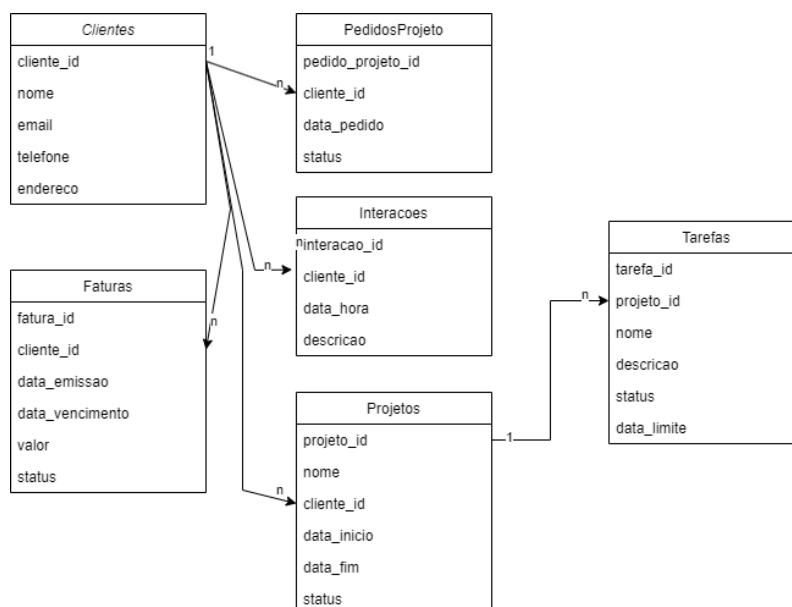 Clientes
cliente_id
nome
email
telefone
endereco
1
n
PedidosProjeto
pedido_projeto_id
cliente_id
data_pedido
status
Interacoes
n
interacao_id
n
cliente_id
data_hora
descricao
Faturas
fatura_id
n
cliente_id
data_emissao
data_vencimento
valor
status
Projetos
projeto_id
nome
n
cliente_id
data_inicio
data_fim
status
1
n
Tarefas
tarefa_id
projeto_id
nome
descricao
status
data_limite